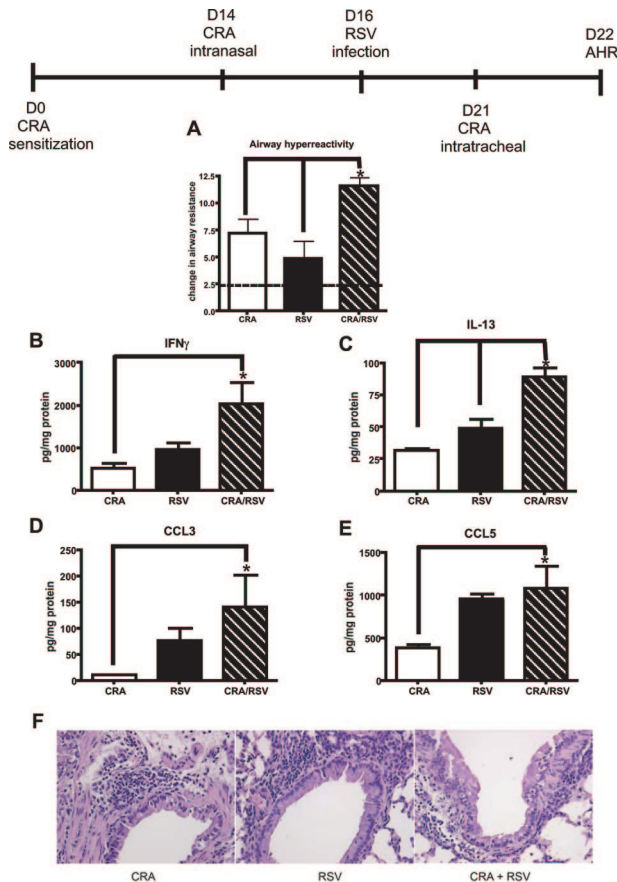 D14
CRA
intranasal
D16
RSV
infection
D22
AHR
D0
CRA
sensitization
D21
CRA
intratracheal
A
Airway hyperreactivity
*
change in airway resistance
12.5
10.0
7.5
5.0
2.5
0.0
CRA
RSV
CRA/RSV
B
IFNγ
*
pg/mg protein
3000
2000
1000
0
CRA
RSV
CRA/RSV
C
IL-13
*
pg/mg protein
100
75
50
25
0
CRA
RSV
CRA/RSV
D
CCL3
*
pg/mg protein
250
200
150
100
50
0
CRA
RSV
CRA/RSV
E
CCL5
*
pg/mg protein
1500
1000
500
0
CRA
RSV
CRA/RSV
F
CRA
RSV
CRA + RSV